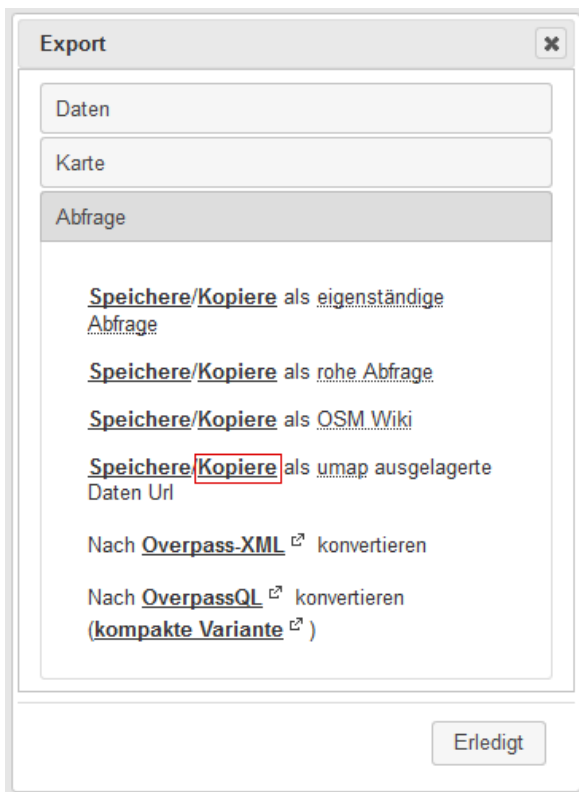 Export
Daten
Karte
Abfrage
Speichere/Kopiere als eigenständige
Abfrage
Speichere/Kopiere als rohe Abfrage
Speichere/Kopiere als OSM Wiki
Speichere/Kopiere als umap ausgelagerte
Daten Url
Nach Overpass-XML konvertieren
Nach OverpassQL konvertieren
(kompakte Variante )
Erledigt